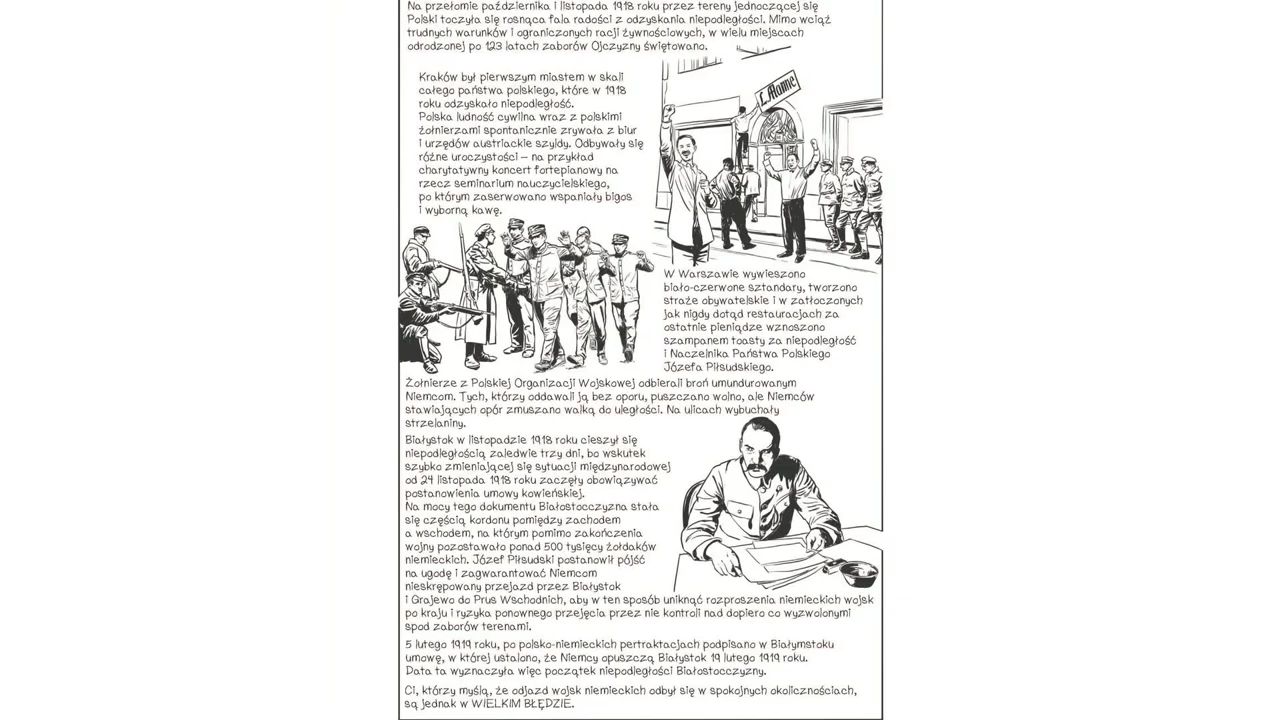 Na przełomie października i listopada 1918 roku przez tereny jednoczącej się
Polski toczyła się rosnąca fala radości z odzyskania niepodległości. Mimo wciąż
trudnych warunków i ograniczonych racji żywnościowych, w wielu miejscach
odrodzonej po 123 latach zaborów Ojczyzny świętowano.
Kraków był pierwszym miastem w skali
całego państwa polskiego, które w 1918
roku odzyskało niepodległość.
Polska ludność cywilna wraz z polskimi
żołnierzami spontanicznie zrywała z biur
i urzędów austriackie szyldy. Odbywały się
różne uroczystości – na przykład
charytatywny koncert fortepianowy na
rzecz seminarium nauczycielskiego,
po którym zaserwowano wspaniały bigos
i wyborną kawę.
W Warszawie wywieszono
biało-czerwone sztandary, tworzono
straże obywatelskie i w zatłoczonych
jak nigdy dotąd restauracjach za
ostatnie pieniądze wznoszono
szampanem toasty za niepodległość
i Naczelnika Państwa Polskiego
Józefa Piłsudskiego.
Żołnierze z Polskiej Organizacji Wojskowej odbierali broń umundurowanym
Niemcom. Tych, którzy oddawali ją bez oporu, puszczano wolno, ale Niemców
stawiających opór zmuszano walką do uległości. Na ulicach wybuchały
strzelaniny.
Białystok w listopadzie 1918 roku cieszył się
niepodległością zaledwie trzy dni, bo wskutek
szybko zmieniającej się sytuacji międzynarodowej
od 24 listopada 1918 roku zaczęły obowiązywać
postanowienia umowy kowieńskiej.
Na mocy tego dokumentu Białostocczyzna stała
się częścią kordonu pomiędzy zachodem
a wschodem, na którym pomimo zakończenia
wojny pozostawało ponad 500 tysięcy żołdaków
niemieckich. Józef Piłsudski postanowił pójść
na ugodę i zagwarantować Niemcom
nieskrępowany przejazd przez Białystok
i Grajewo do Prus Wschodnich, aby w ten sposób uniknąć rozproszenia niemieckich wojsk
po kraju i ryzyka ponownego przejęcia przez nie kontroli nad dopiero co wyzwolonymi
spod zaborów terenami.
5 lutego 1919 roku, po polsko-niemieckich pertraktacjach podpisano w Białymstoku
umowę, w której ustalono, że Niemcy opuszczą Białystok 19 lutego 1919 roku.
Data ta wyznaczyła więc początek niepodległości Białostocczyzny.
Ci, którzy myślą, że odjazd wojsk niemieckich odbył się w spokojnych okolicznościach,
są jednak w WIELKIM BŁĘDZIE.